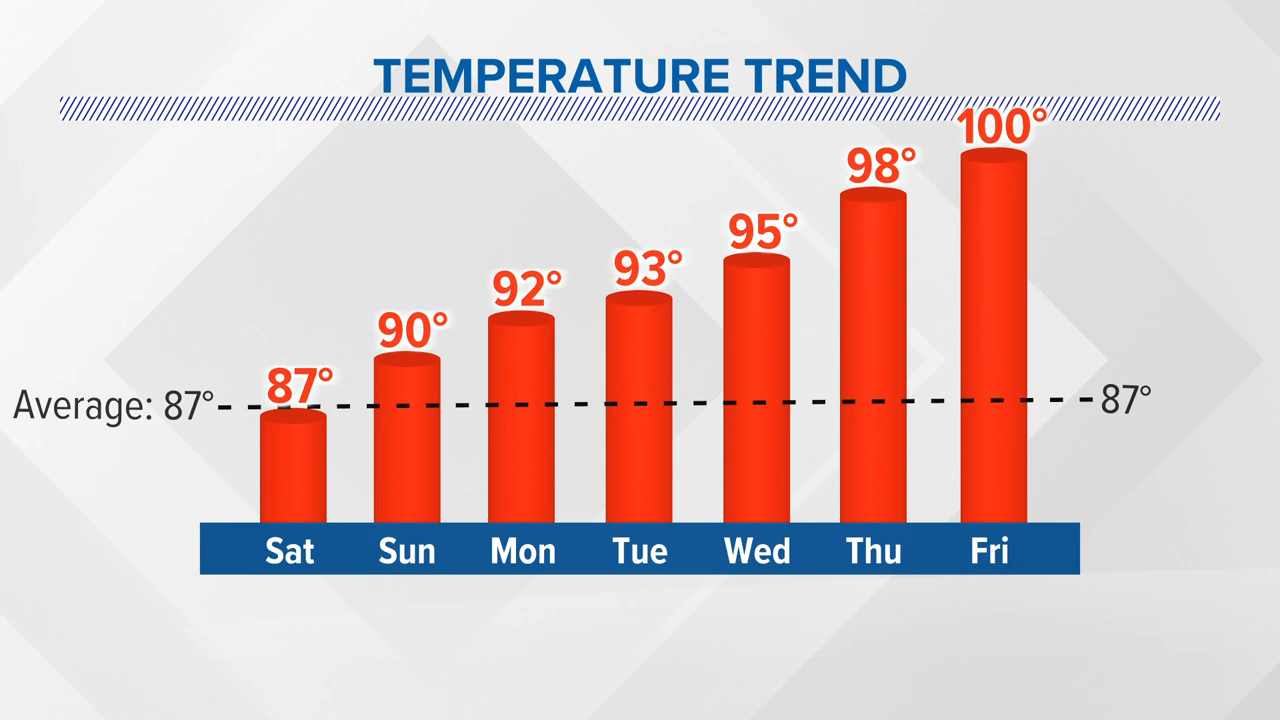 TEMPERATURE TREND
100°
98°
95°
93°
92°
90°
87°
Average: 87°
87°
Sat Sun Mon Tue Wed Thu Fri